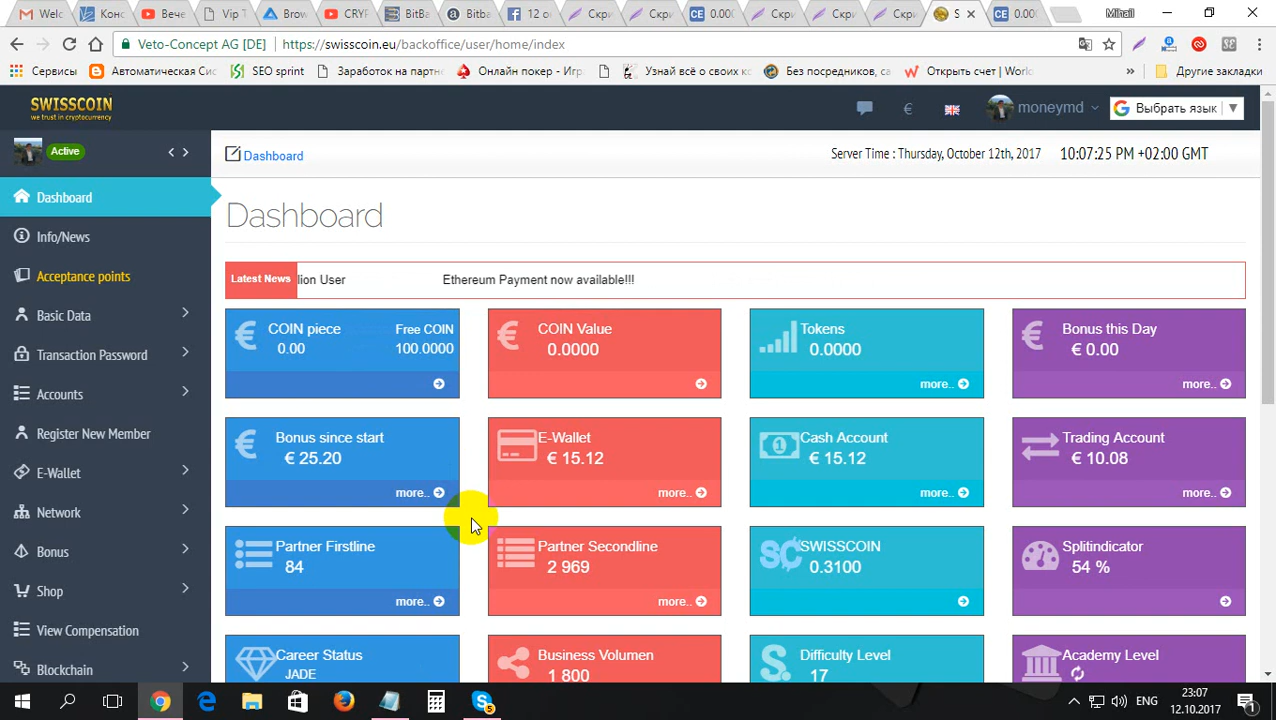 Welc
Конс
Вече
Vip T
Brow
CRYP
BitBa
Bitba
12 о
Скри
Скри
0.000
Скри
Скри
Скри
S
0.000
Mihail
Veto-Concept AG [DE]
https://swisscoin.eu/backoffice/user/home/index
Сервисы
Автоматическая Сис
SEO sprint
Заработок на партн
Онлайн покер - Игра
Узнай всё о своих ко
Без посредников, са
Открыть счет | Worl
»
Другие закладки
SWISSCOIN
we trust in cryptocurrency
€
moneymd
G Выбрать язык ▼
Active
Dashboard
Server Time : Thursday, October 12th, 2017 10:07:25 PM +02:00 GMT
Dashboard
Info/News
Acceptance points
Basic Data
Transaction Password
Accounts
Register New Member
E-Wallet
Network
Bonus
Shop
View Compensation
Blockchain
Dashboard
Latest News
lion User Ethereum Payment now available!!!
COIN piece Free COIN
0.00 100.0000
COIN Value
0.0000
Tokens
0.0000
more..
Bonus this Day
€ 0.00
more..
Bonus since start
€ 25.20
more..
E-Wallet
€ 15.12
more..
Cash Account
€ 15.12
more..
Trading Account
€ 10.08
more..
Partner Firstline
84
more..
Partner Secondline
2 969
more..
SWISSCOIN
0.3100
Splitindicator
54 %
Career Status
JADE
Business Volumen
1 800
Difficulty Level
17
Academy Level
ENG
23:07
12.10.2017